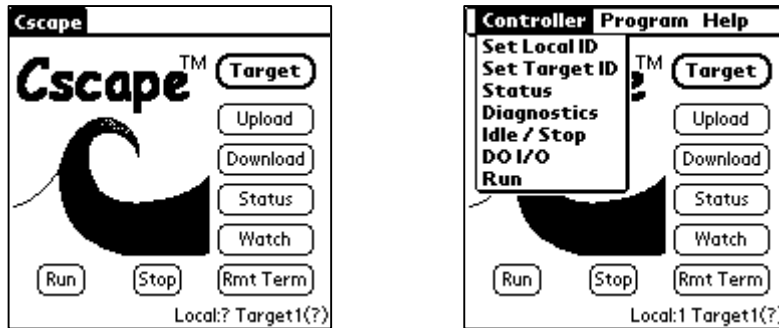 Cscape
Cscape™
Target
Upload
Download
Status
Watch
Run Stop Rmt Term
Local:? Target1(?)
Controller Program Help
Set Local ID
Set Target ID
Status
Diagnostics
Idle / Stop
DO I/O
Run
TM
Target
Upload
Download
Status
Watch
Run Stop Rmt Term
Local:1 Target1(?)